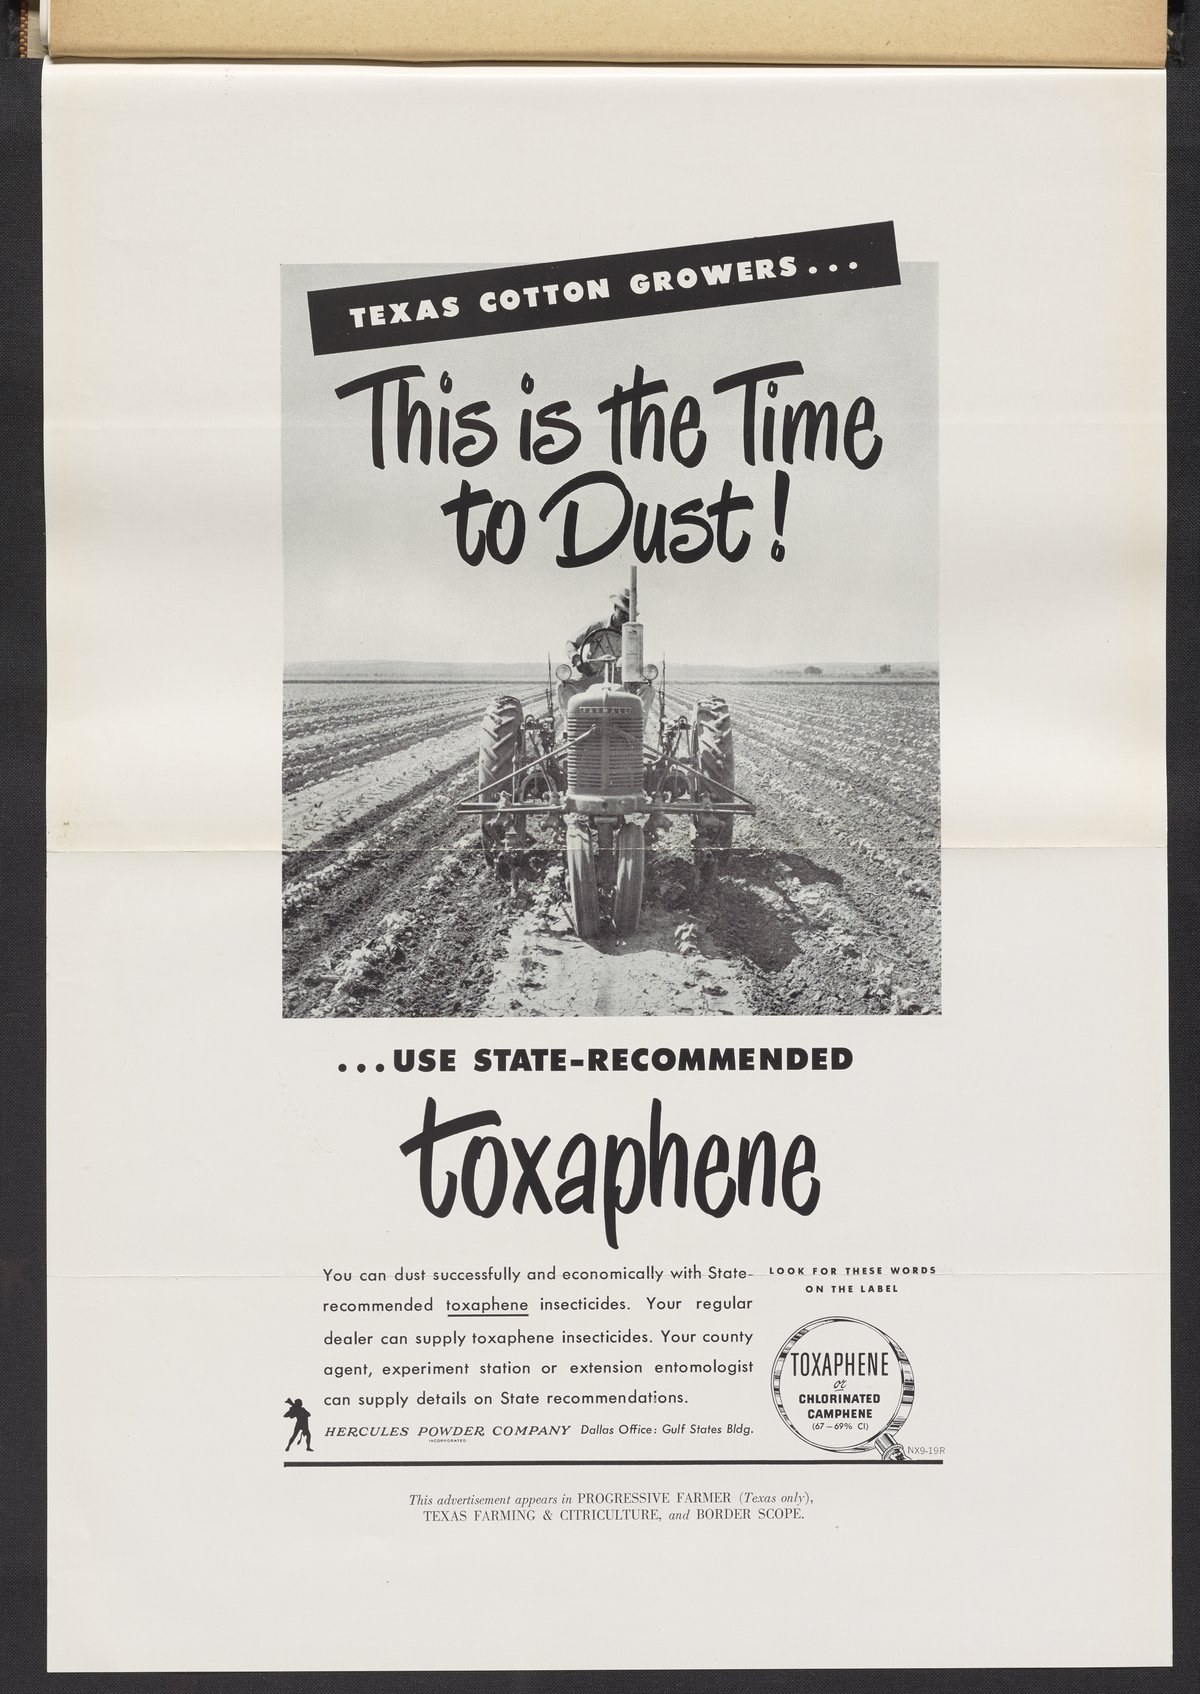 TEXAS COTTON GROWERS...
This is the Time
to Dust!
FARMALL
...USE STATE-RECOMMENDED
toxaphene
You can dust successfully and economically with State-
recommended toxaphene insecticides. Your regular
dealer can supply toxaphene insecticides. Your county
agent, experiment station or extension entomologist
can supply details on State recommendations.
HERCULES POWDER COMPANY Dallas Office: Gulf States Bldg.
INCORPORATED
LOOK FOR THESE WORDS
ON THE LABEL
TOXAPHENE
or
CHLORINATED
CAMPHENE
(67-69% Cl)
NX9-19R
This advertisement appears in PROGRESSIVE FARMER (Texas only),
TEXAS FARMING & CITRICULTURE, and BORDER SCOPE.